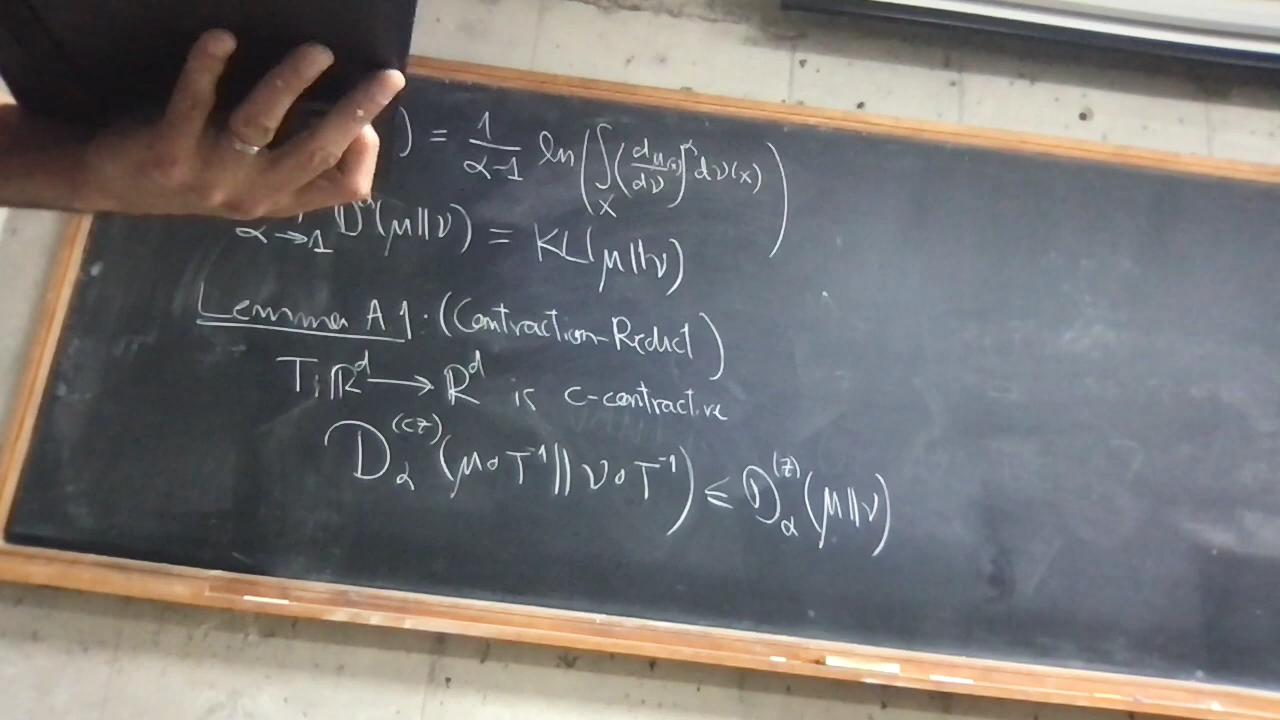 ) = 1/(α-1) ln(∫_X (dμ(x)/dν)^α dν(x))
α→1 D^α(μ||ν) = KL(μ||ν)
Lemma A1. (Contraction-Reduct)
T: ℝ^d → ℝ^d is c-contractive
D_α^(cz)(μ∘T^-1 || ν∘T^-1) ≤ D_α^(z)(μ||ν)